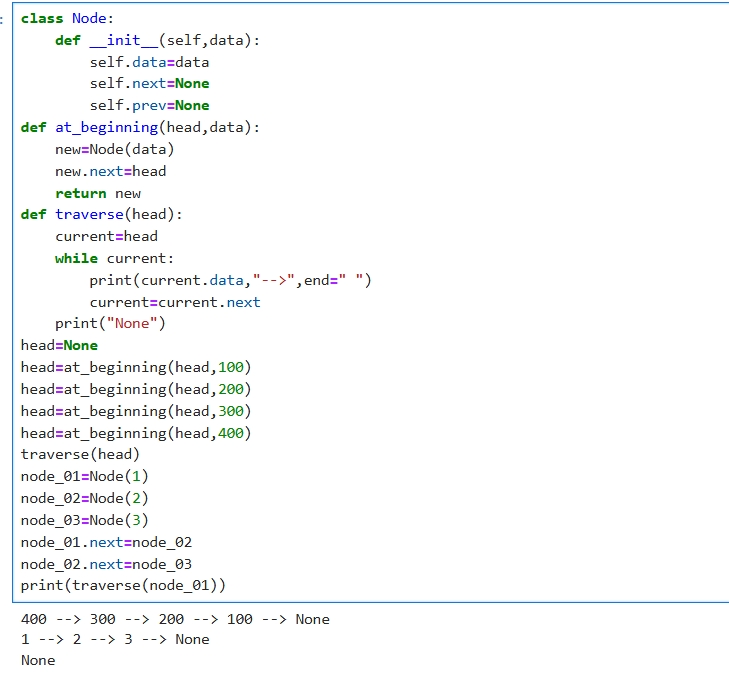 :
class Node:
    def __init__(self,data):
        self.data=data
        self.next=None
        self.prev=None
def at_beginning(head,data):
    new=Node(data)
    new.next=head
    return new
def traverse(head):
    current=head
    while current:
        print(current.data,"-->",end=" ")
        current=current.next
    print("None")
head=None
head=at_beginning(head,100)
head=at_beginning(head,200)
head=at_beginning(head,300)
head=at_beginning(head,400)
traverse(head)
node_01=Node(1)
node_02=Node(2)
node_03=Node(3)
node_01.next=node_02
node_02.next=node_03
print(traverse(node_01))
400 --> 300 --> 200 --> 100 --> None
1 --> 2 --> 3 --> None
None